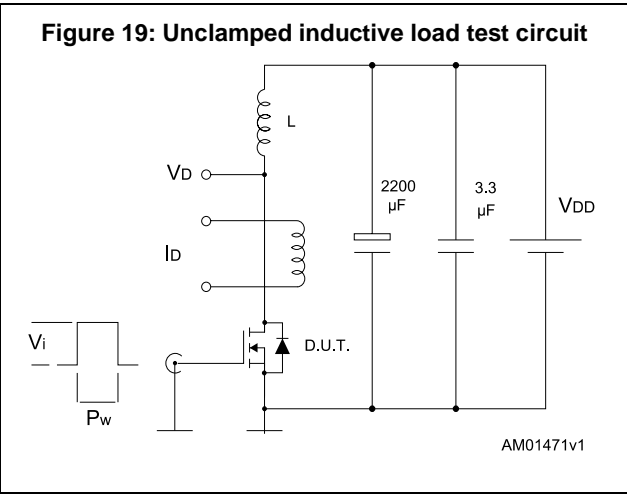 Figure 19: Unclamped inductive load test circuit
L
VD
2200
µF
3.3
µF
VDD
ID
Vi
D.U.T.
Pw
AM01471v1